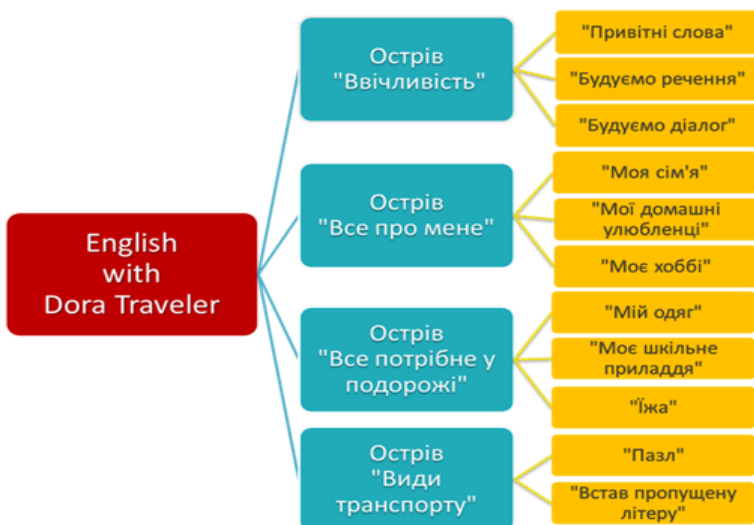 English
with
Dora Traveler
Острів
"Ввічливість"
"Привітні слова"
"Будуємо речення"
"Будуємо діалог"
Острів
"Все про мене"
"Моя сім'я"
"Мої домашні
улюбленці"
"Моє хоббі"
Острів
"Все потрібне у
подорожі"
"Мій одяг"
"Моє шкільне
приладдя"
"Їжа"
Острів
"Види
транспорту"
"Пазл"
"Встав пропущену
літеру"